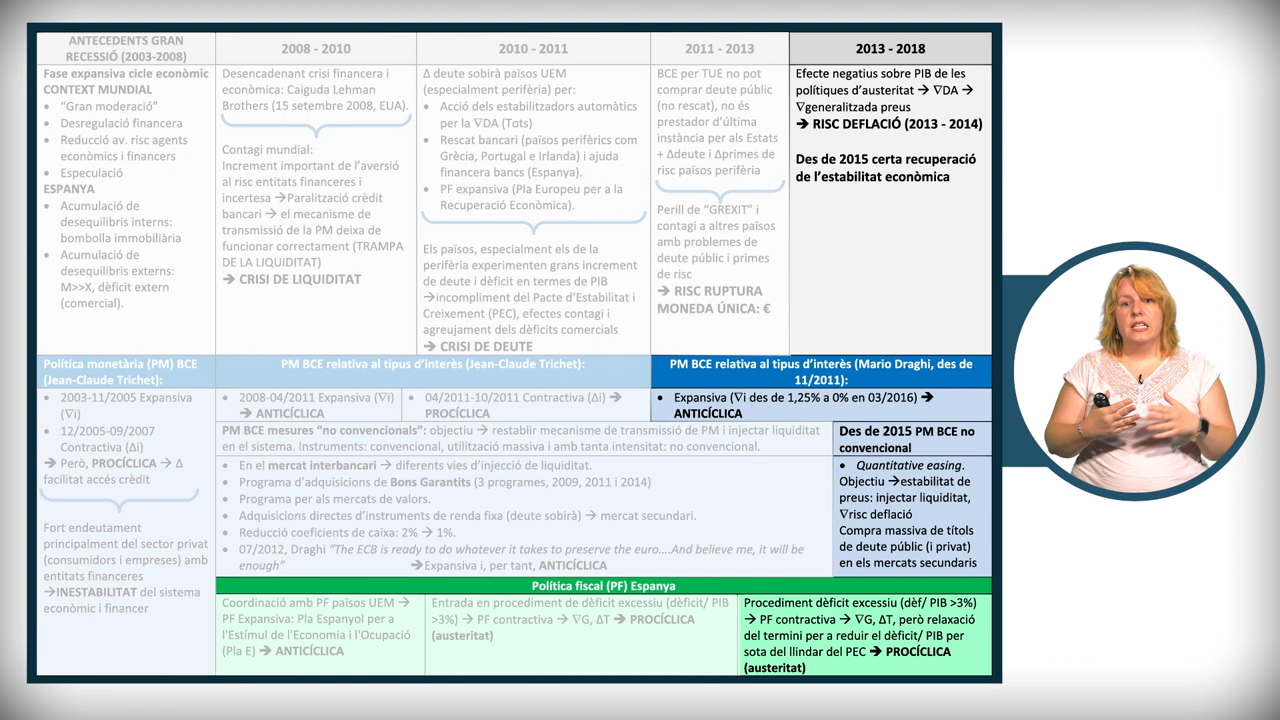 ANTECEDENTS GRAN
RECESSIÓ (2003-2008)
2008 - 2010
2010 - 2011
2011 - 2013
2013 - 2018
Fase expansiva cicle econòmic
CONTEXT MUNDIAL
• “Gran moderació”
• Desregulació financera
• Reducció av. risc agents
econòmics i financers
• Especulació
ESPANYA
• Acumulació de
desequilibris interns:
bombolla immobiliària
• Acumulació de
desequilibris externs:
M>>X, dèficit extern
(comercial).
Desencadenant crisi financera i
econòmica: Caiguda Lehman
Brothers (15 setembre 2008, EUA).
Contagi mundial:
Increment important de l’aversió
al risc entitats financeres i
incertesa →Paralització crèdit
bancari → el mecanisme de
transmissió de la PM deixa de
funcionar correctament (TRAMPA
DE LA LIQUIDITAT)
➔ CRISI DE LIQUIDITAT
Δ deute sobirà països UEM
(especialment perifèria) per:
• Acció dels estabilitzadors automàtics
per la ∇DA (Tots)
• Rescat bancari (països perifèrics com
Grècia, Portugal e Irlanda) i ajuda
financera bancs (Espanya).
• PF expansiva (Pla Europeu per a la
Recuperació Econòmica).
Els països, especialment els de la
perifèria experimenten grans increment
de deute i dèficit en termes de PIB
→incompliment del Pacte d’Estabilitat i
Creixement (PEC), efectes contagi i
agreujament dels dèficits comercials
➔ CRISI DE DEUTE
BCE per TUE no pot
comprar deute públic
(no rescat), no és
prestador d’última
instància per als Estats
+ Δdeute i Δprimes de
risc països perifèria
Perill de “GREXIT” i
contagi a altres països
amb problemes de
deute públic i primes
de risc
➔ RISC RUPTURA
MONEDA ÚNICA: €
Efecte negatius sobre PIB de les
polítiques d’austeritat → ∇DA →
∇generalitzada preus
➔ RISC DEFLACIÓ (2013 - 2014)
Des de 2015 certa recuperació
de l’estabilitat econòmica
Política monetària (PM) BCE
(Jean-Claude Trichet):
PM BCE relativa al tipus d’interès (Jean-Claude Trichet):
PM BCE relativa al tipus d’interès (Mario Draghi, des de
11/2011):
• 2003-11/2005 Expansiva
(∇i)
• 12/2005-09/2007
Contractiva (Δi)
➔ Però, PROCÍCLICA → Δ
facilitat accés crèdit
Fort endeutament
principalment del sector privat
(consumidors i empreses) amb
entitats financeres
→INESTABILITAT del sistema
econòmic i financer
• 2008-04/2011 Expansiva (∇i)
➔ ANTICÍCLICA
• 04/2011-10/2011 Contractiva (Δi) ➔
PROCÍCLICA
• Expansiva (∇i des de 1,25% a 0% en 03/2016) ➔
ANTICÍCLICA
PM BCE mesures “no convencionals”: objectiu → restablir mecanisme de transmissió de PM i injectar liquiditat
en el sistema. Instruments: convencional, utilització massiva i amb tanta intensitat: no convencional.
• En el mercat interbancari → diferents vies d’injecció de liquiditat.
• Programa d’adquisicions de Bons Garantits (3 programes, 2009, 2011 i 2014)
• Programa per als mercats de valors.
• Adquisicions directes d’instruments de renda fixa (deute sobirà) → mercat secundari.
• Reducció coeficients de caixa: 2% → 1%.
• 07/2012, Draghi “The ECB is ready to do whatever it takes to preserve the euro….And believe me, it will be
enough” ➔Expansiva i, per tant, ANTICÍCLICA
Des de 2015 PM BCE no
convencional
• Quantitative easing.
Objectiu →estabilitat de
preus: injectar liquiditat,
∇risc deflació
Compra massiva de títols
de deute públic (i privat)
en els mercats secundaris
Política fiscal (PF) Espanya
Coordinació amb PF països UEM →
PF Expansiva: Pla Espanyol per a
l'Estímul de l'Economia i l'Ocupació
(Pla E) ➔ ANTICÍCLICA
Entrada en procediment de dèficit excessiu (dèficit/ PIB
>3%) → PF contractiva → ∇G, ΔT ➔ PROCÍCLICA
(austeritat)
Procediment dèficit excessiu (dèf/ PIB >3%)
→ PF contractiva → ∇G, ΔT, però relaxació
del termini per a reduir el dèficit/ PIB per
sota del llindar del PEC ➔ PROCÍCLICA
(austeritat)